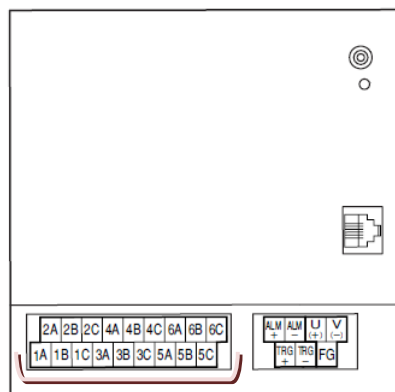 2A 2B 2C 4A 4B 4C 6A 6B 6C
1A 1B 1C 3A 3B 3C 5A 5B 5C
ALM + ALM - U (+) V (-)
TRG + TRG - FG